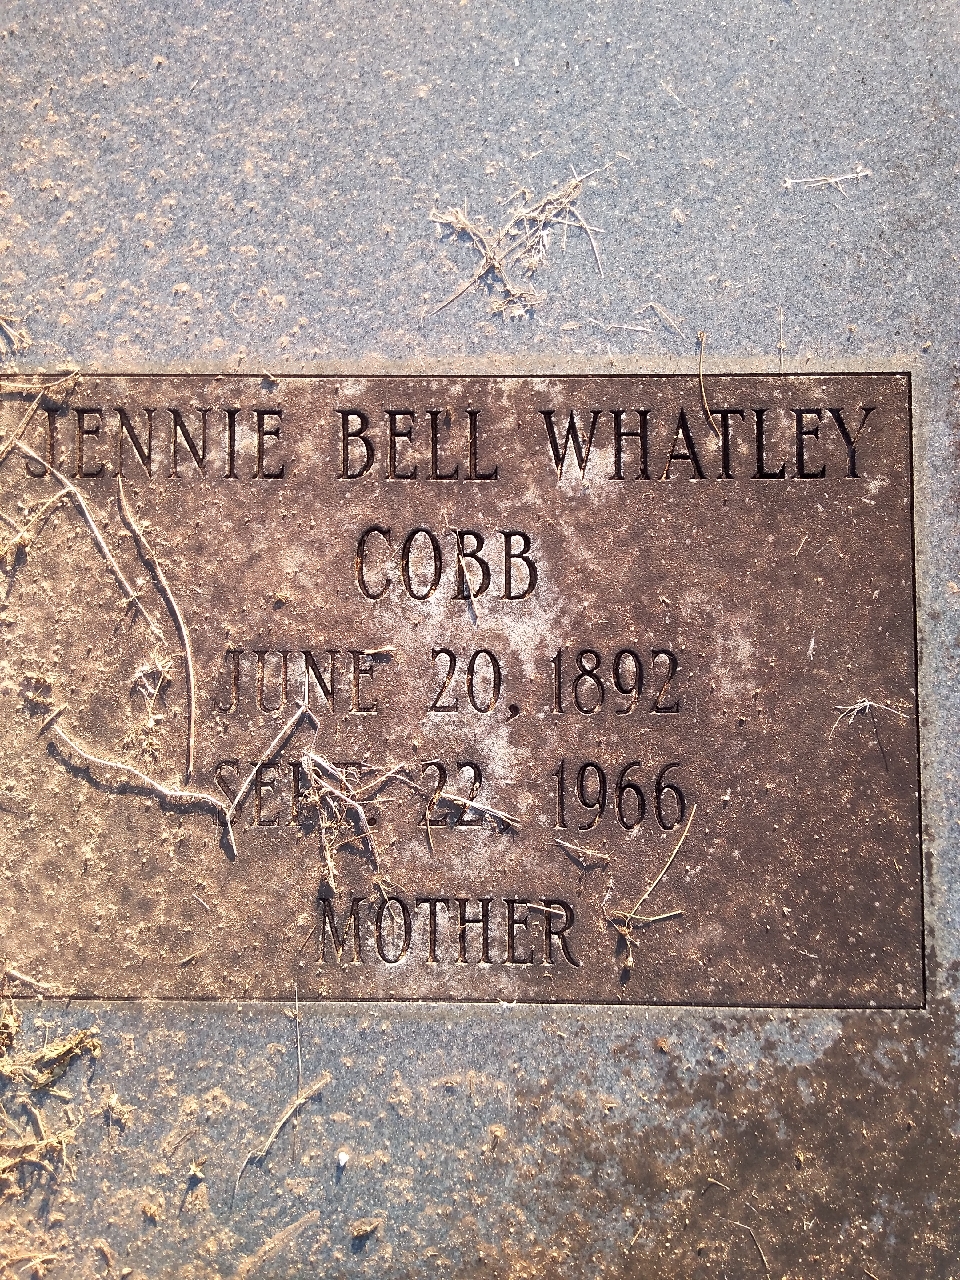 JENNIE BELL WHATLEY
COBB
JUNE 20, 1892
SEPT. 22, 1966
MOTHER